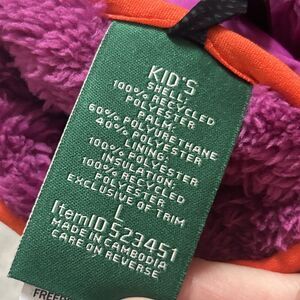 KID'S
SHELL:
100% RECYCLED
POLYESTER
PALM:
60% POLYURETHANE
40% POLYESTER
LINING:
100% POLYESTER
INSULATION:
100% RECYCLED
POLYESTER
EXCLUSIVE OF TRIM
L
ItemID 523451
MADE IN CAMBODIA
CARE ON REVERSE